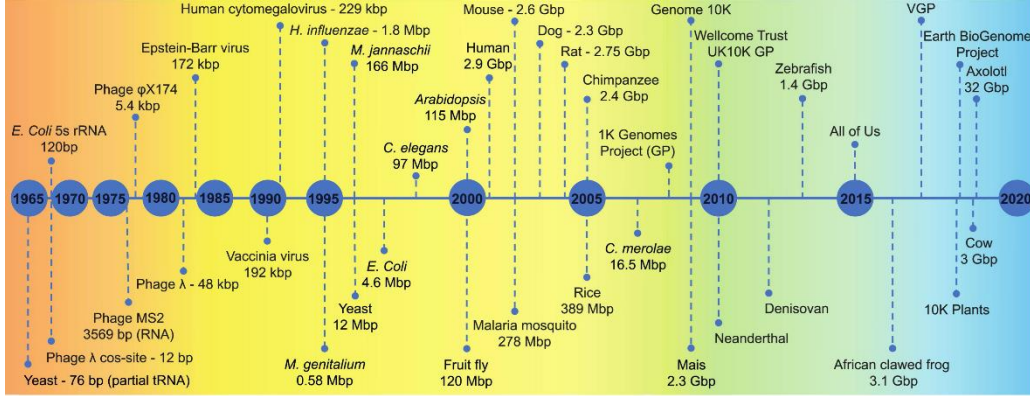 Human cytomegalovirus - 229 kbp
H. influenzae - 1.8 Mbp
M. jannaschii
166 Mbp
Epstein-Barr virus
172 kbp
Phage φX174
5.4 kbp
E. Coli 5s rRNA
120bp
Mouse - 2.6 Gbp
Dog - 2.3 Gbp
Rat - 2.75 Gbp
Human
2.9 Gbp
Arabidopsis
115 Mbp
C. elegans
97 Mbp
Chimpanzee
2.4 Gbp
1K Genomes
Project (GP)
Genome 10K
Wellcome Trust
UK10K GP
Zebrafish
1.4 Gbp
All of Us
VGP
Earth BioGenome
Project
Axolotl
32 Gbp
1965 1970 1975 1980 1985 1990 1995 2000 2005 2010 2015 2020
Yeast - 76 bp (partial tRNA)
Phage λ cos-site - 12 bp
Phage MS2
3569 bp (RNA)
Phage λ - 48 kbp
Vaccinia virus
192 kbp
M. genitalium
0.58 Mbp
Yeast
12 Mbp
E. Coli
4.6 Mbp
Fruit fly
120 Mbp
Malaria mosquito
278 Mbp
Rice
389 Mbp
C. merolae
16.5 Mbp
Mais
2.3 Gbp
Neanderthal
Denisovan
African clawed frog
3.1 Gbp
10K Plants
Cow
3 Gbp